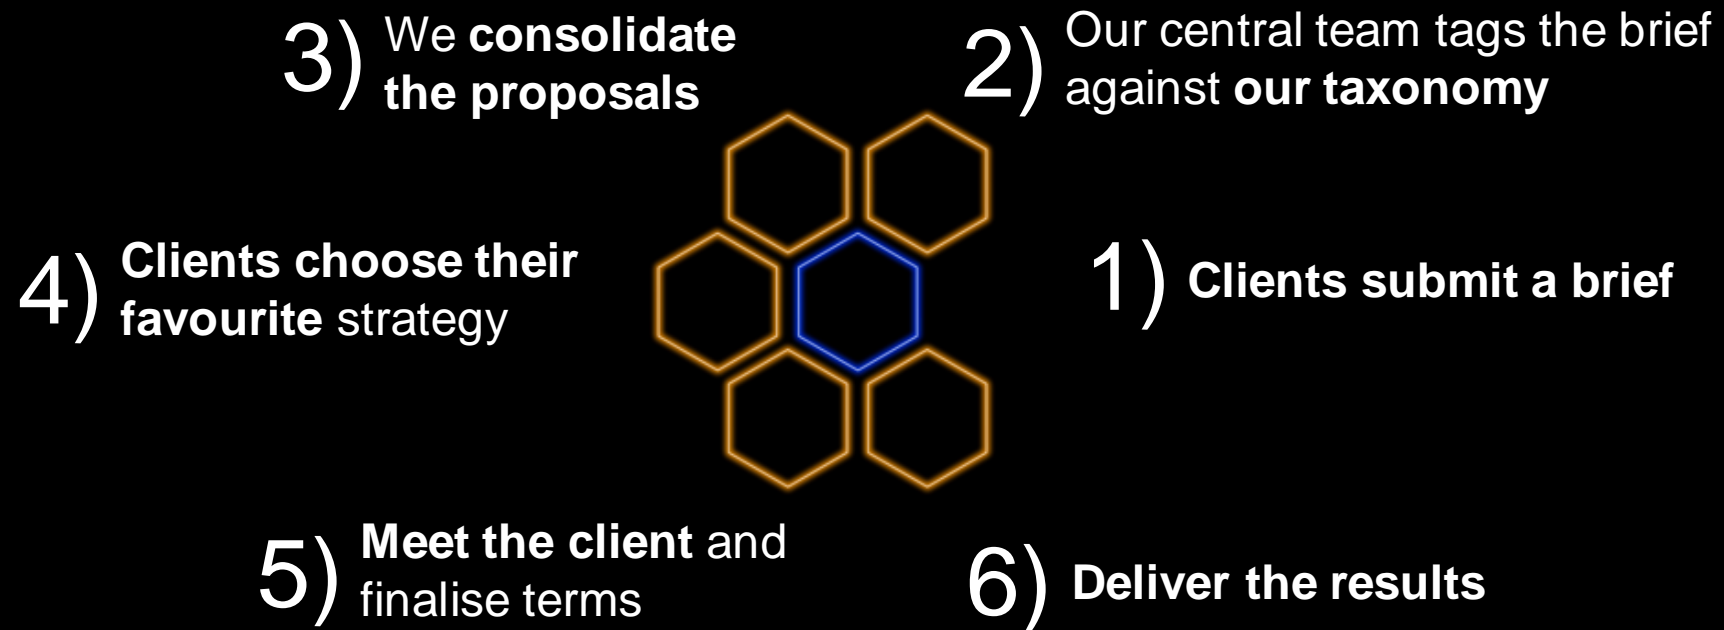 3) We consolidate
the proposals
2) Our central team tags the brief
against our taxonomy
4) Clients choose their
favourite strategy
1) Clients submit a brief
5) Meet the client and
finalise terms
6) Deliver the results